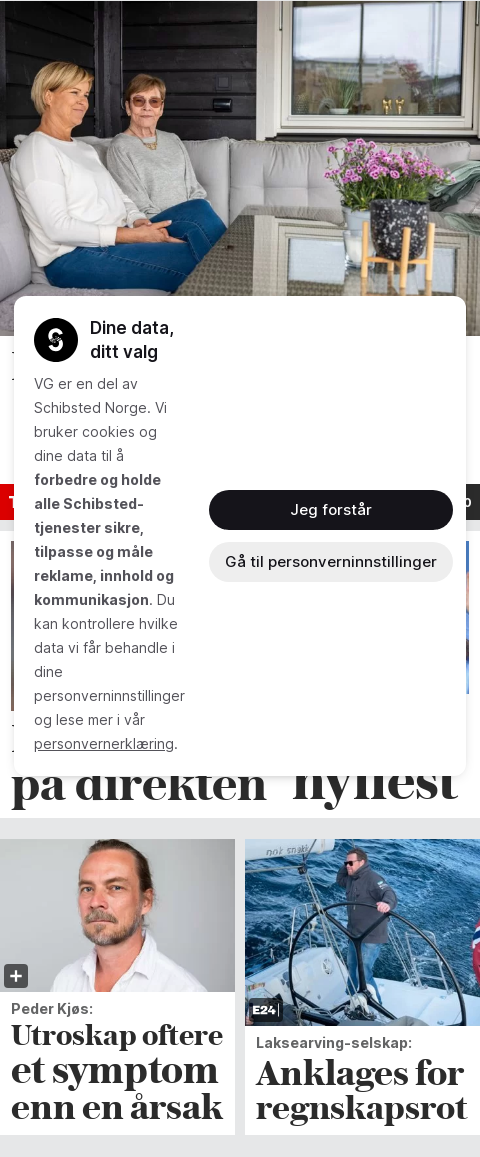 Dine data,
ditt valg
VG er en del av
Schibsted Norge. Vi
bruker cookies og
dine data til å
forbedre og holde
alle Schibsted-
tjenester sikre,
tilpasse og måle
reklame, innhold og
kommunikasjon. Du
kan kontrollere hvilke
data vi får behandle i
dine
personverninnstillinger
og lese mer i vår
personvernerklæring.
Jeg forstår
Gå til personverninnstillinger
på direkten
nyllest
Peder Kjøs:
Utroskap oftere
et symptom
enn en årsak
E24
Laksearving-selskap:
Anklages for
regnskapsrot